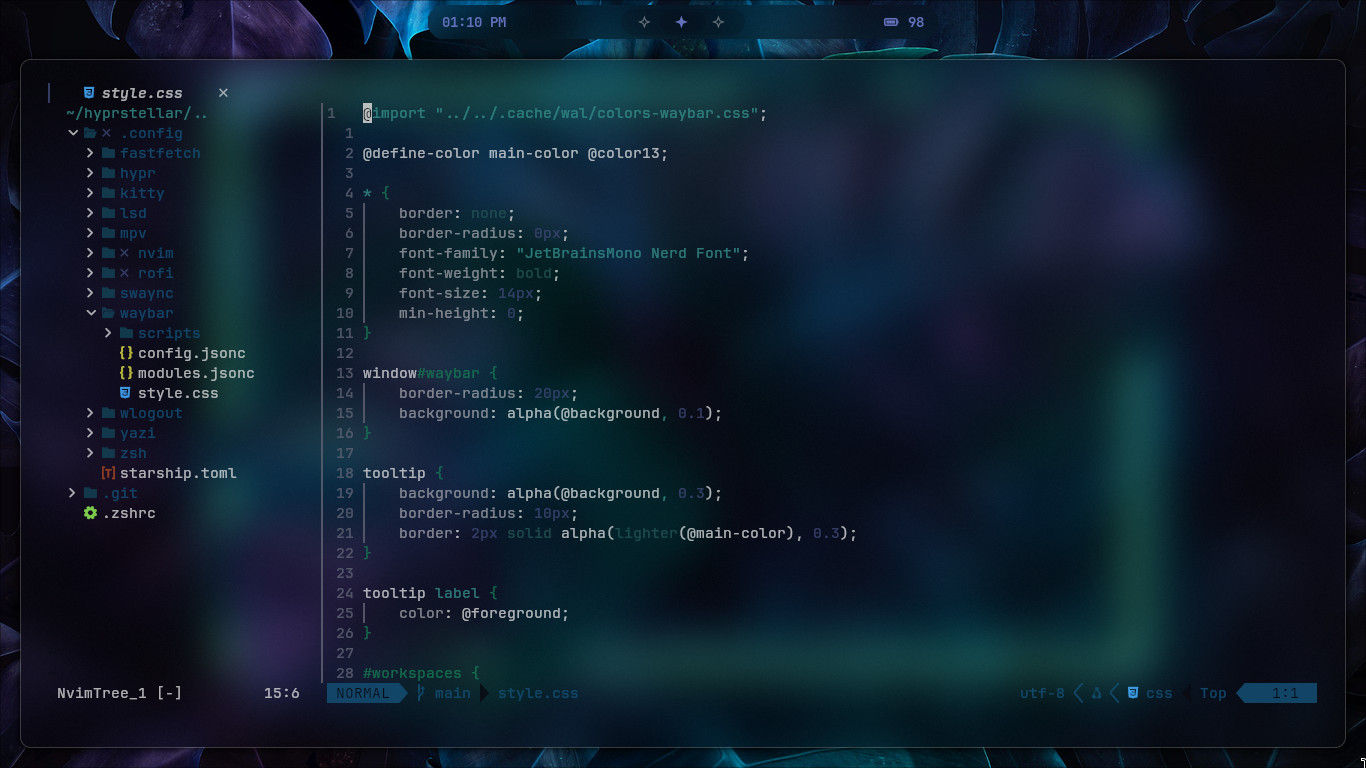 01:10 PM
98
style.css ×
~/hyprstellar/..
.config
fastfetch
hypr
kitty
lsd
mpv
nvim
rofi
swaync
waybar
scripts
{} config.jsonc
{} modules.jsonc
style.css
wlogout
yazi
zsh
[T] starship.toml
.git
.zshrc
1 @import "../../.cache/wal/colors-waybar.css";
1
2 @define-color main-color @color13;
3
4 * {
5 border: none;
6 border-radius: 0px;
7 font-family: "JetBrainsMono Nerd Font";
8 font-weight: bold;
9 font-size: 14px;
10 min-height: 0;
11 }
12
13 window#waybar {
14 border-radius: 20px;
15 background: alpha(@background, 0.1);
16 }
17
18 tooltip {
19 background: alpha(@background, 0.3);
20 border-radius: 10px;
21 border: 2px solid alpha(lighter(@main-color), 0.3);
22 }
23
24 tooltip label {
25 color: @foreground;
26 }
27
28 #workspaces {
NvimTree_1 [-] 15:6 NORMAL main style.css utf-8 css Top 1:1